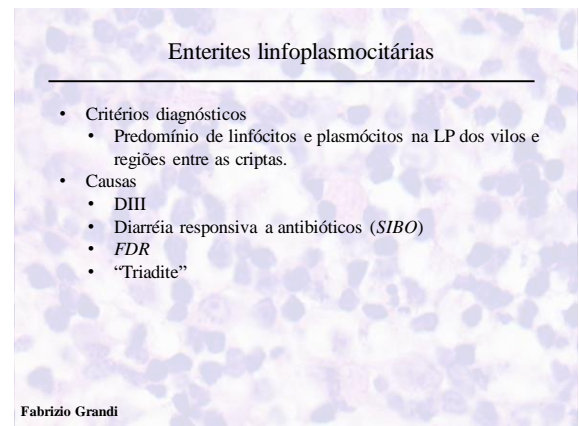 Enterites linfoplasmocitárias
• Critérios diagnósticos
• Predomínio de linfócitos e plasmócitos na LP dos vilos e
regiões entre as criptas.
• Causas
• DIII
• Diarréia responsiva a antibióticos (SIBO)
• FDR
• “Triadite”
Fabrizio Grandi